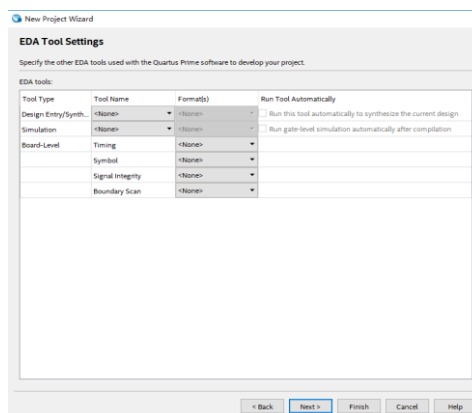 New Project Wizard
EDA Tool Settings
Specify the other EDA tools used with the Quartus Prime software to develop your project.
EDA tools:
Tool Type Tool Name Format(s) Run Tool Automatically
Design Entry/Synth... <None> <None> Run this tool automatically to synthesize the current design
Simulation <None> <None> Run gate-level simulation automatically after compilation
Board-Level Timing <None>
Symbol <None>
Signal Integrity <None>
Boundary Scan <None>
< Back Next > Finish Cancel Help